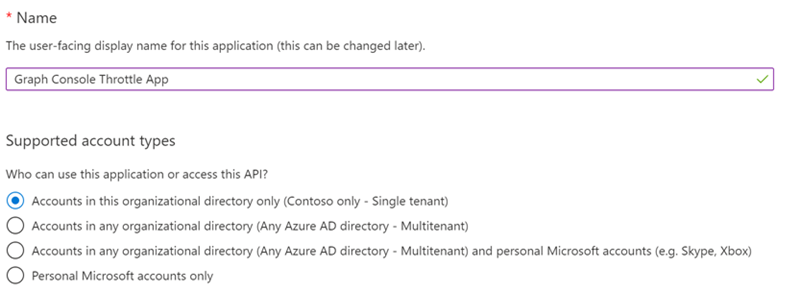 * Name
The user-facing display name for this application (this can be changed later).
Graph Console Throttle App
Supported account types
Who can use this application or access this API?
Accounts in this organizational directory only (Contoso only - Single tenant)
Accounts in any organizational directory (Any Azure AD directory - Multitenant)
Accounts in any organizational directory (Any Azure AD directory - Multitenant) and personal Microsoft accounts (e.g. Skype, Xbox)
Personal Microsoft accounts only